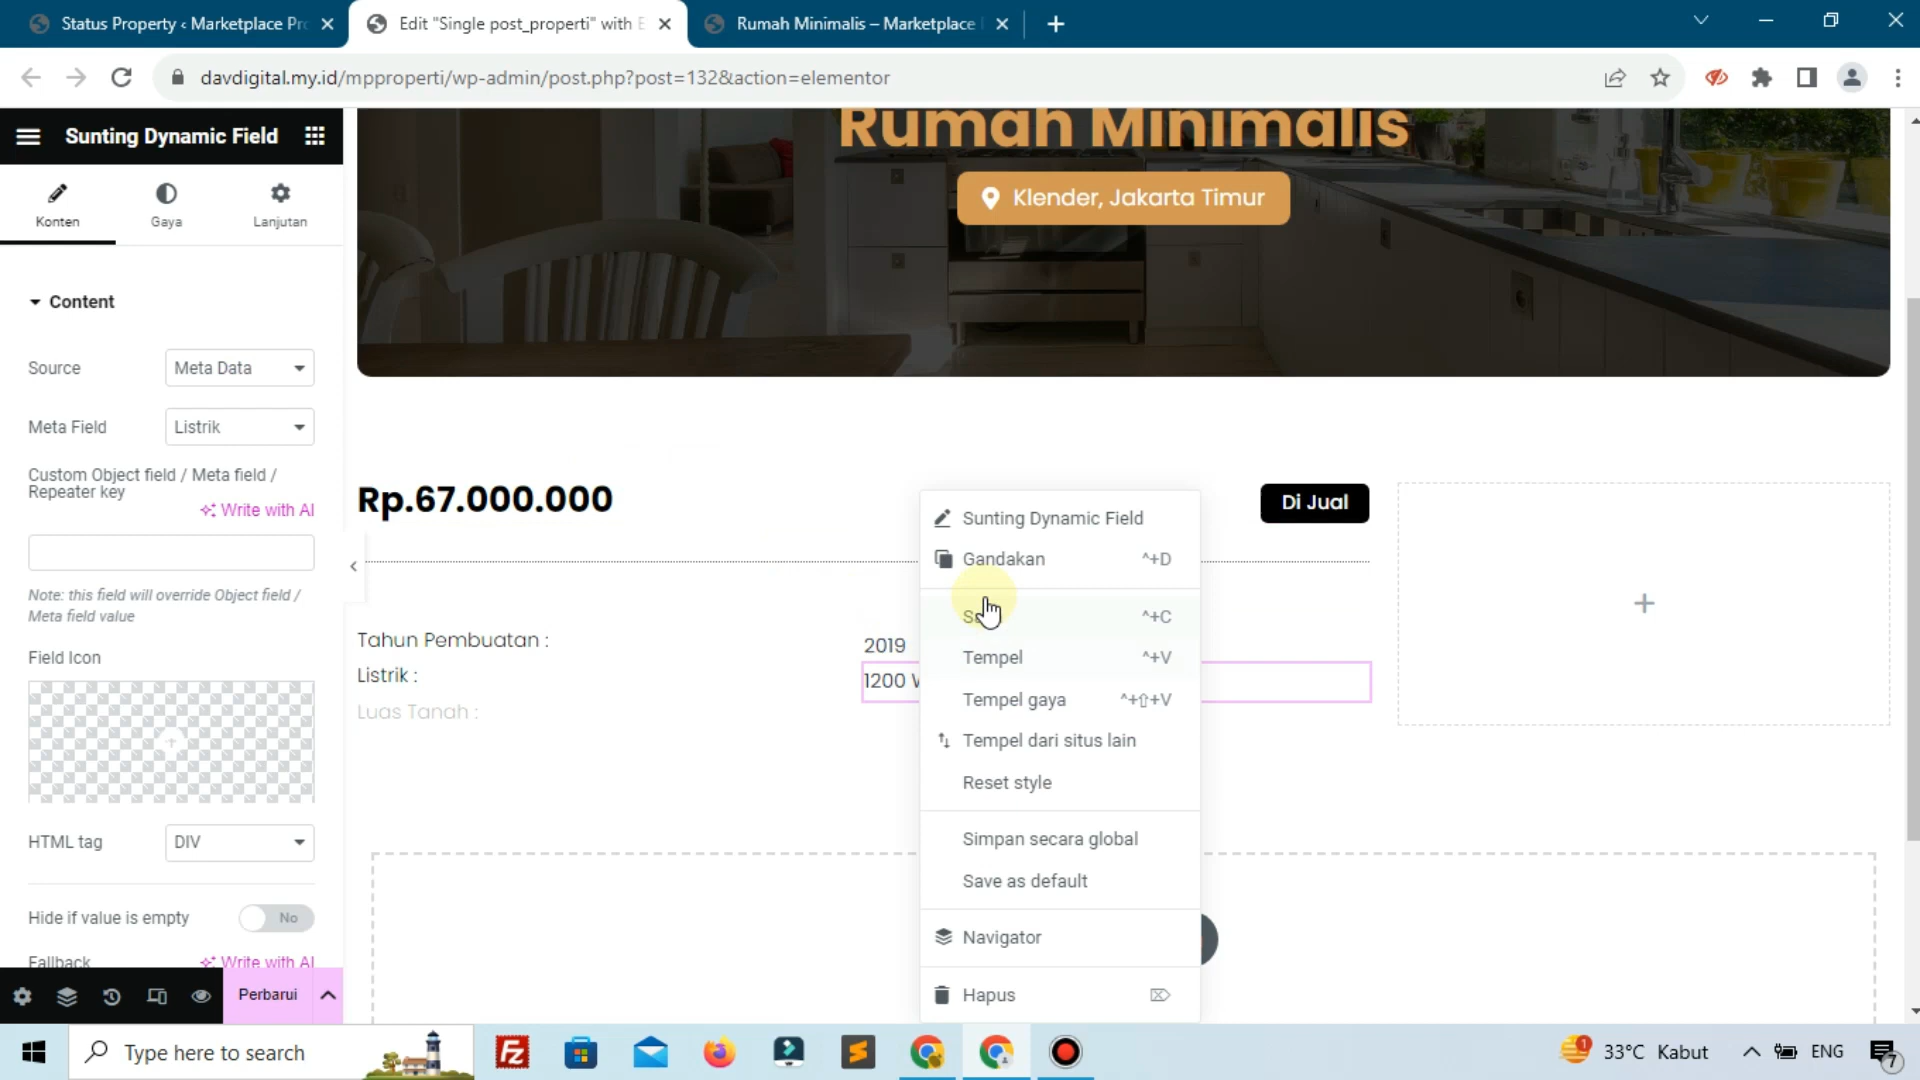 Status Property ‹ Marketplace Pr
Edit "Single post_properti" with E
Rumah Minimalis – Marketplace
davdigital.my.id/mpproperti/wp-admin/post.php?post=132&action=elementor
Sunting Dynamic Field
Konten
Gaya
Lanjutan
Content
Source
Meta Data
Meta Field
Listrik
Custom Object field / Meta field /
Repeater key
Write with AI
Note: this field will override Object field /
Meta field value
Field Icon
HTML tag
DIV
Hide if value is empty
No
Fallback
Write with AI
Perbarui
Rumah Minimalis
Klender, Jakarta Timur
Rp.67.000.000
Di Jual
Tahun Pembuatan :
2019
Listrik :
1200
Luas Tanah :
Sunting Dynamic Field
Gandakan ^+D
^+C
Tempel ^+V
Tempel gaya ^+⇧+V
Tempel dari situs lain
Reset style
Simpan secara global
Save as default
Navigator
Hapus ⌦
Type here to search
1
33°C Kabut
ENG
7